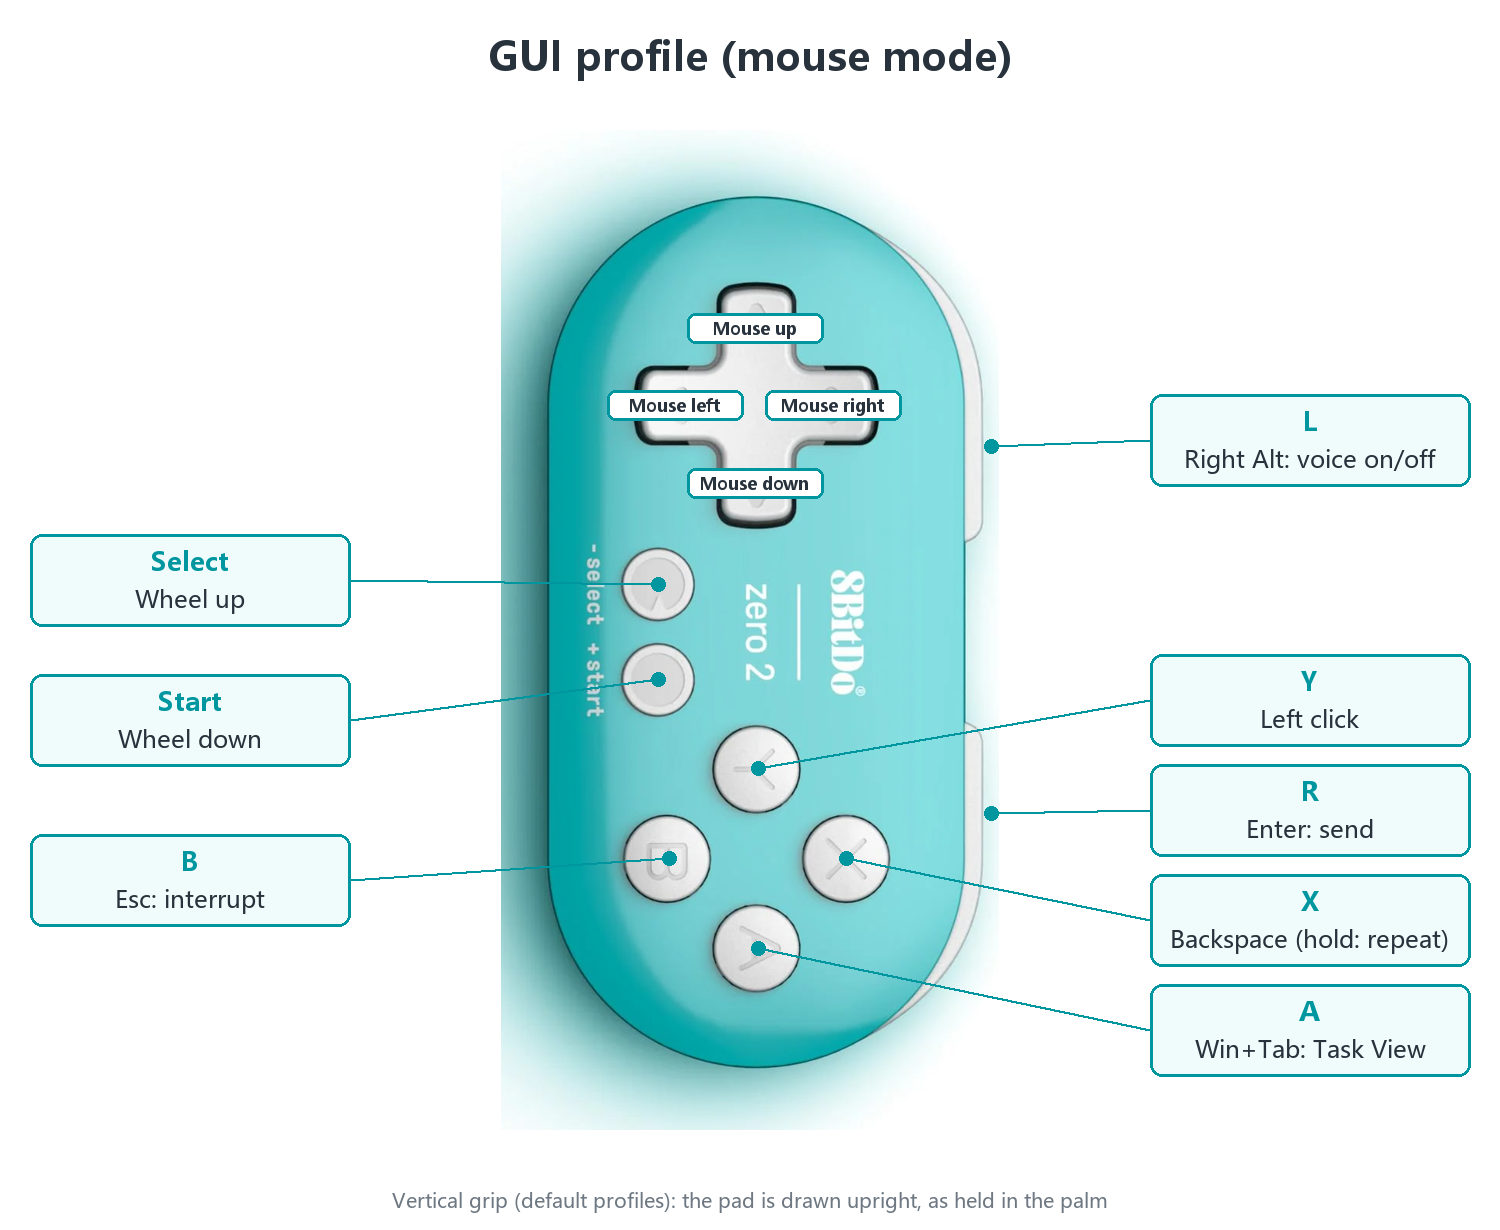 GUI profile (mouse mode)
Mouse up
Mouse left
Mouse right
Mouse down
L
Right Alt: voice on/off
Select
Wheel up
Start
Wheel down
B
Esc: interrupt
- select + start
zero 2
8BitDo®
Y
Left click
R
Enter: send
X
Backspace (hold: repeat)
A
Win+Tab: Task View
Y
B
X
A
Vertical grip (default profiles): the pad is drawn upright, as held in the palm